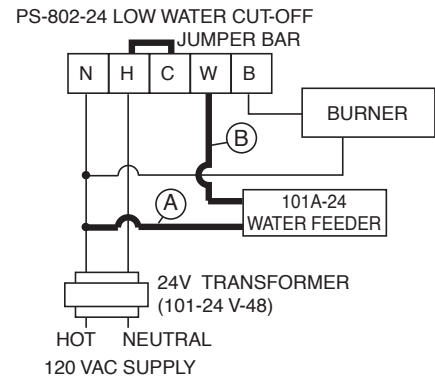 PS-802-24 LOW WATER CUT-OFF
JUMPER BAR
N H C W B
BURNER
B
101A-24
WATER FEEDER
A
24V TRANSFORMER
(101-24 V-48)
HOT NEUTRAL
120 VAC SUPPLY